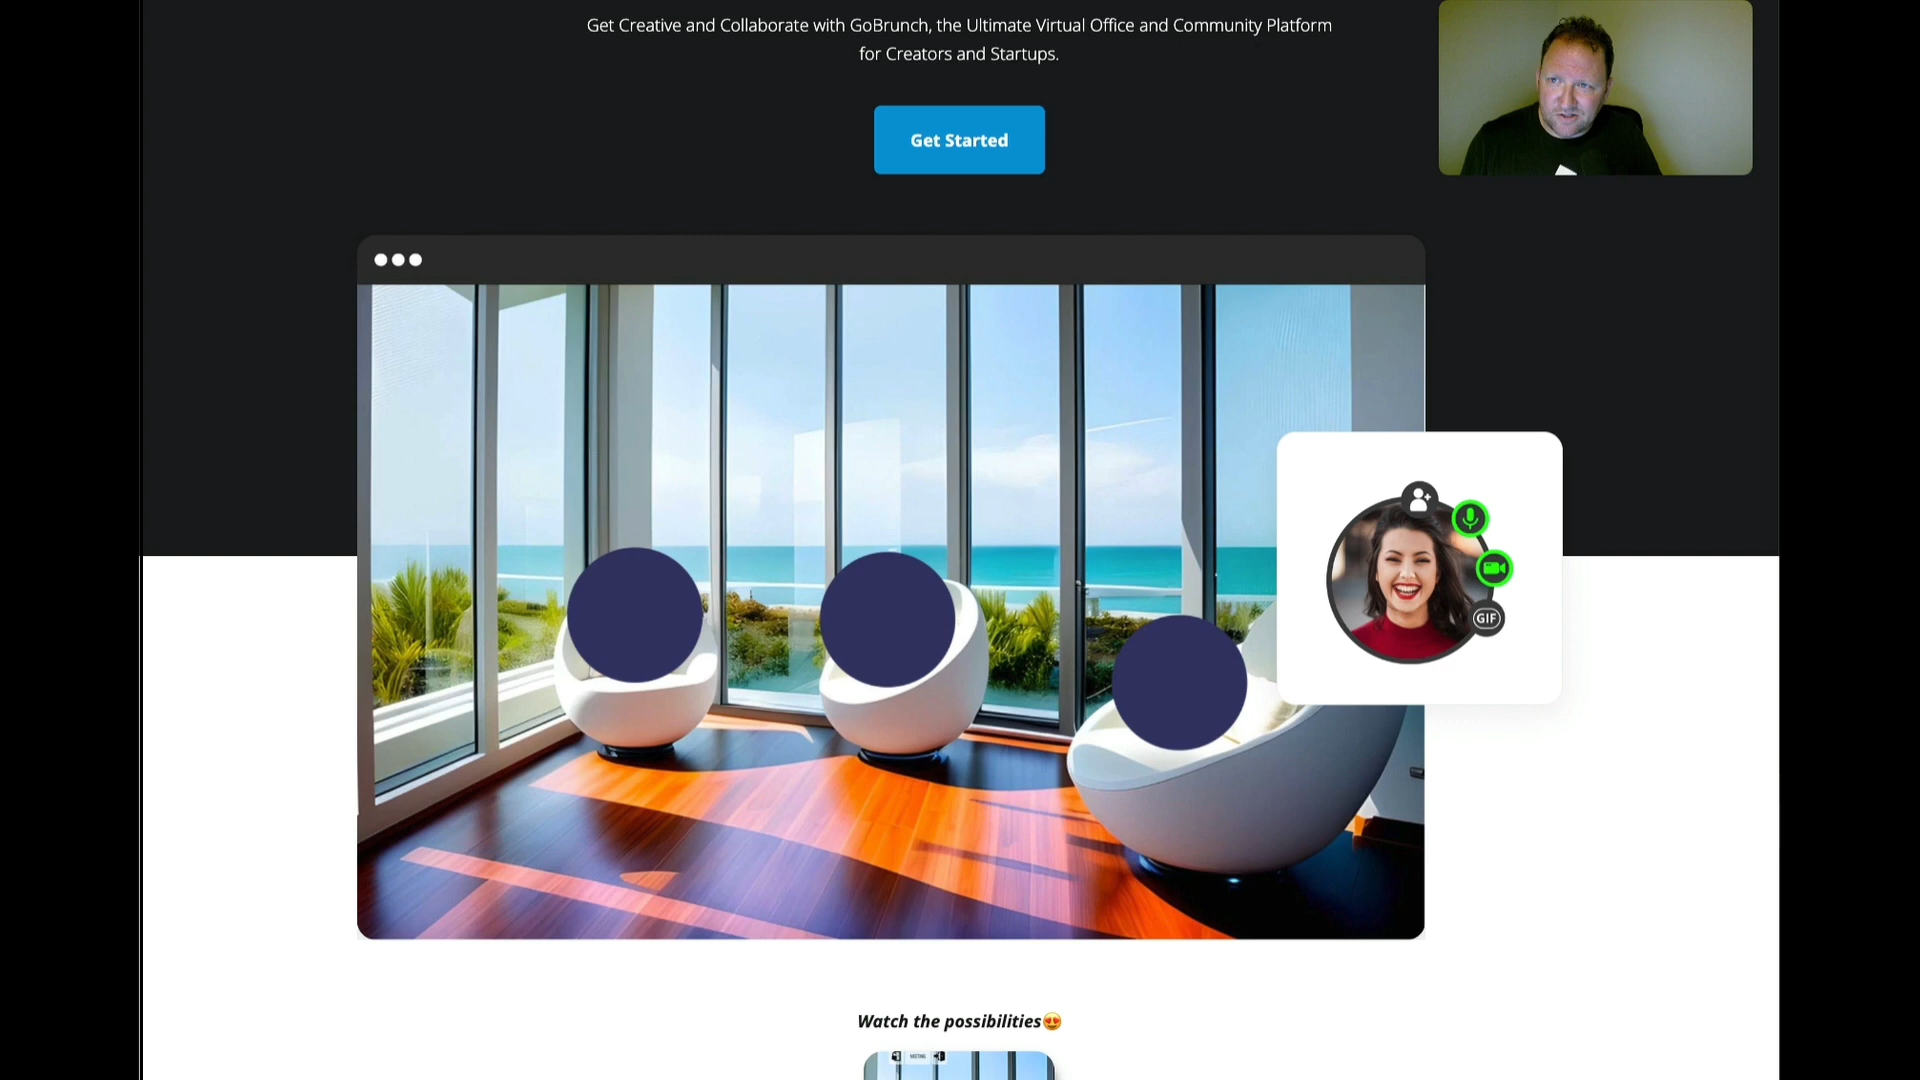 Get Creative and Collaborate with GoBrunch, the Ultimate Virtual Office and Community Platform
for Creators and Startups.
Get Started
GIF
Watch the possibilities😍
MEETING